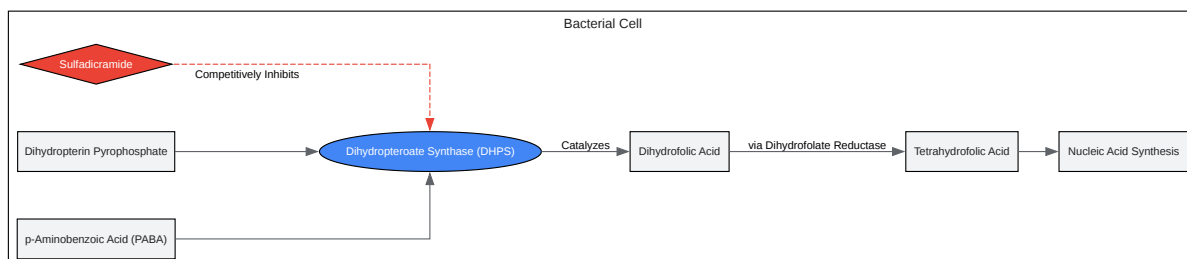 Bacterial Cell
Sulfadicramide
Competitively Inhibits
Dihydropterin Pyrophosphate
Dihydropteroate Synthase (DHPS)
Catalyzes
Dihydrofolic Acid
via Dihydrofolate Reductase
Tetrahydrofolic Acid
Nucleic Acid Synthesis
p-Aminobenzoic Acid (PABA)